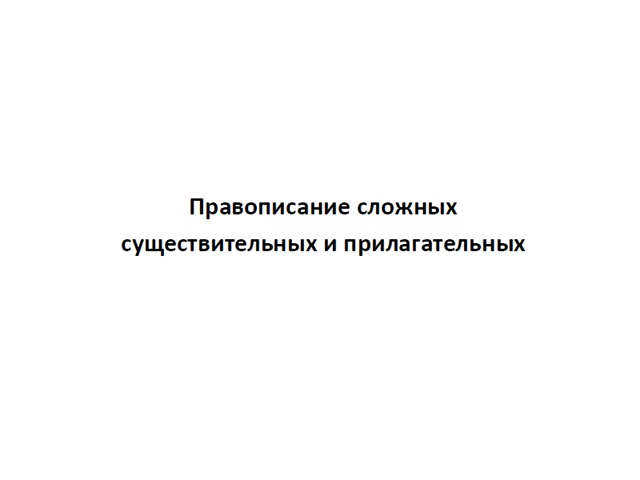 Правописание сложных
существительных и прилагательных